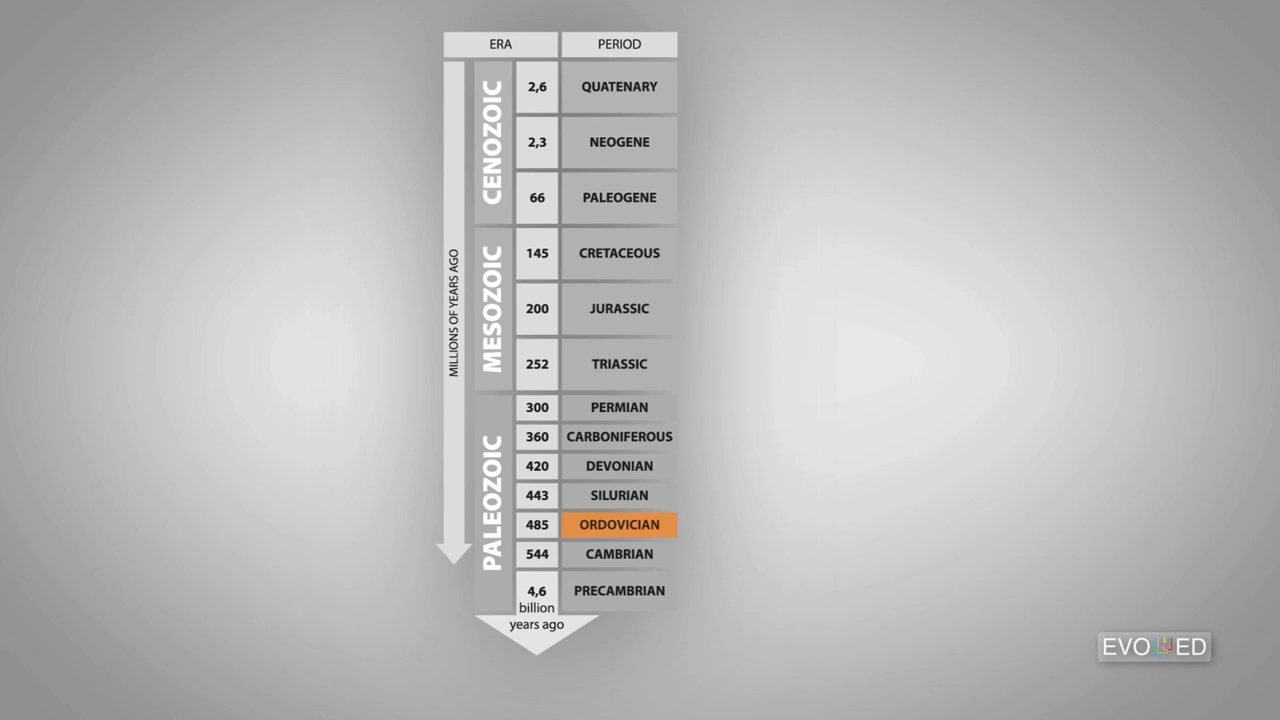 ERA PERIOD
MILLIONS OF YEARS AGO
CENOZOIC
2,6 QUATENARY
2,3 NEOGENE
66 PALEOGENE
MESOZOIC
145 CRETACEOUS
200 JURASSIC
252 TRIASSIC
PALEOZOIC
300 PERMIAN
360 CARBONIFEROUS
420 DEVONIAN
443 SILURIAN
485 ORDOVICIAN
544 CAMBRIAN
4,6 PRECAMBRIAN
billion
years ago
EVO ED